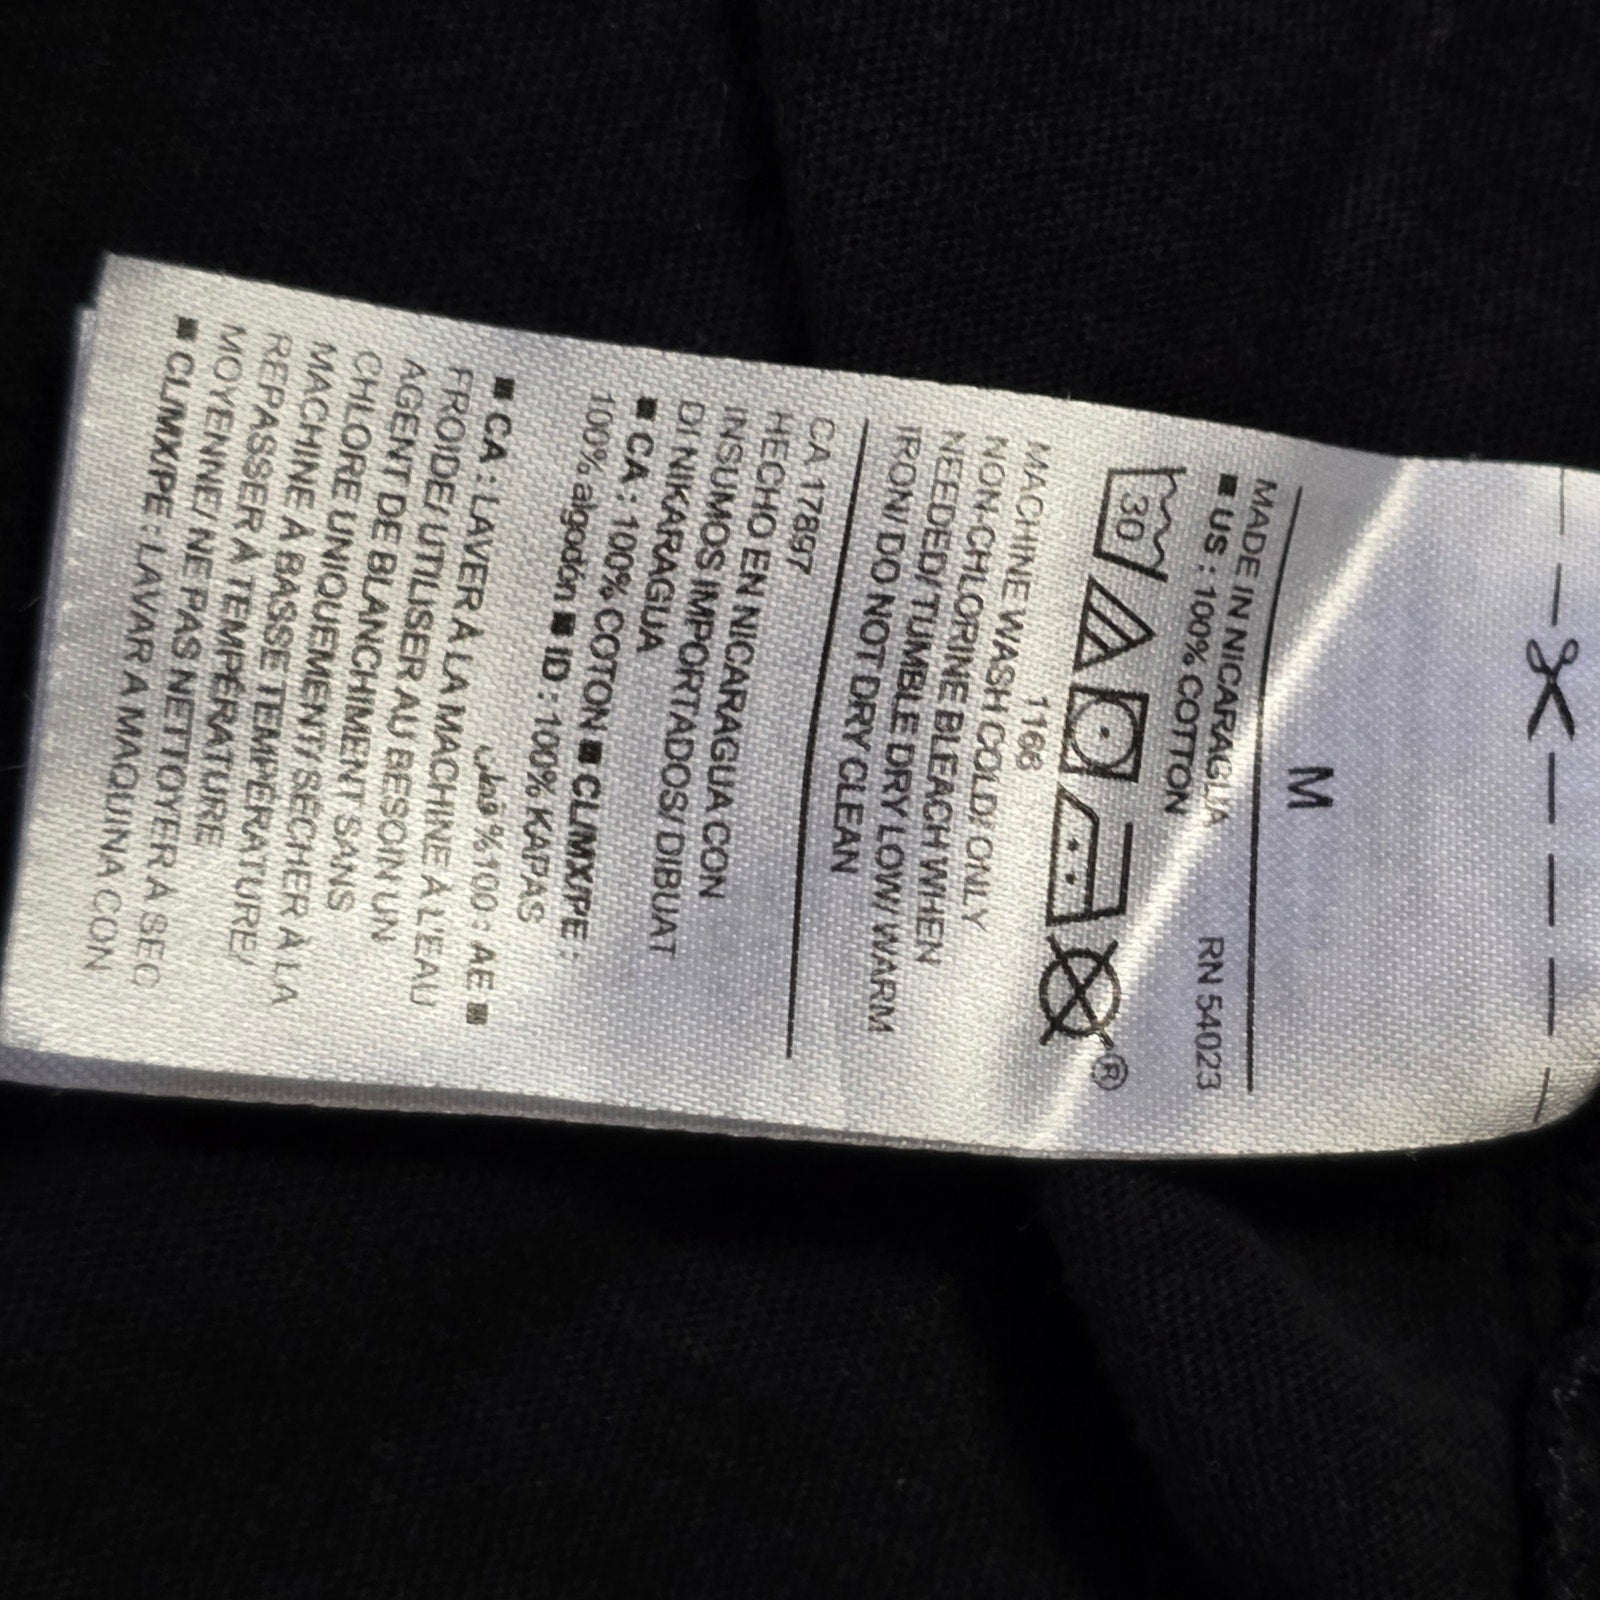 M
MADE IN NICARAGUA RN 54023
■ US : 100% COTTON
30
®
1166
MACHINE WASH COLD/ ONLY
NON-CHLORINE BLEACH WHEN
NEEDED/ TUMBLE DRY LOW/ WARM
IRON/ DO NOT DRY CLEAN
CA 17897
HECHO EN NICARAGUA CON
INSUMOS IMPORTADOS/ DIBUAT
DI NIKARAGUA
■ CA : 100% COTON ■ CL/MX/PE :
100% algodón ■ ID : 100% KAPAS
■ AE : 100% قطن
■ CA : LAVER À LA MACHINE À L'EAU
FROIDE/ UTILISER AU BESOIN UN
AGENT DE BLANCHIMENT SANS
CHLORE UNIQUEMENT/ SÉCHER À LA
MACHINE À BASSE TEMPÉRATURE/
REPASSER À TEMPÉRATURE
MOYENNE/ NE PAS NETTOYER À SEC
■ CL/MX/PE : LAVAR A MAQUINA CON